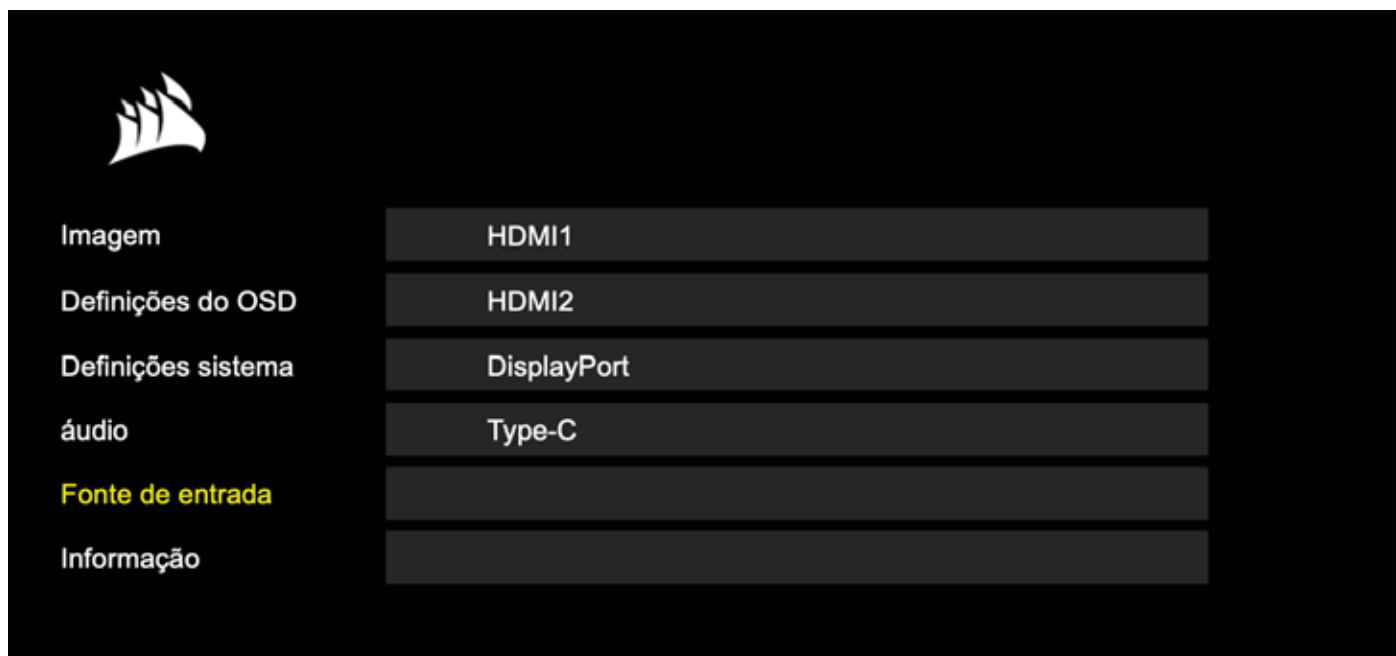 Imagem HDMI1
Definições do OSD HDMI2
Definições sistema DisplayPort
áudio Type-C
Fonte de entrada
Informação